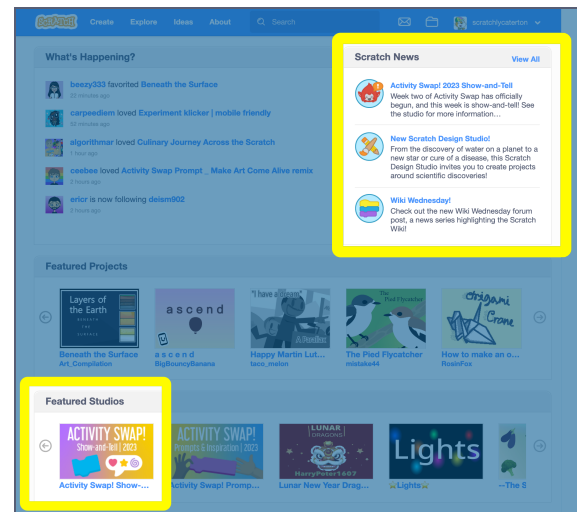 SCRATCH
Create
Explore
Ideas
About
Search
scratchlycaterton
What's Happening?
beezy333 favorited Beneath the Surface
22 minutes ago
carpeediem loved Experiment klicker | mobile friendly
algorithmar loved Culinary Journey Across the Scratch
1 hour ago
ceebee loved Activity Swap Prompt _ Make Art Come Alive remix
2 hours ago
ericr is now following deism902
2 hours ago
Scratch News
View All
Activity Swap! 2023 Show-and-Tell
Week two of Activity Swap has officially
begun, and this week is show-and-tell! See
the studio for more information…
New Scratch Design Studio!
From the discovery of water on a planet to a
new star or cure of a disease, this Scratch
Design Studio invites you to create projects
around scientific discoveries!
Wiki Wednesday!
Check out the new Wiki Wednesday forum
post, a news series highlighting the Scratch
Wiki!
Featured Projects
Layers of
the Earth
BENEATH
THE
SURFACE
Beneath the Surface
Art_Compilation
ascend
a s c e n d
BigBouncyBanana
"I have a dream"
A Parallax
Happy Martin Lut...
taco_malon
The
Pied Flycatcher
The Pied Flycatcher
mistake44
Origami
Crane
How to make an o...
RosinFox
Featured Studios
ACTIVITY SWAP!
Show-and-Tell | 2023
Activity Swap! Show-...
ACTIVITY SWAP!
Prompts & Inspiration | 2023
Activity Swap! Promp...
LUNAR
DRAGONS
HarryPoter1607
Lunar New Year Drag...
Lights
Lights
--The S